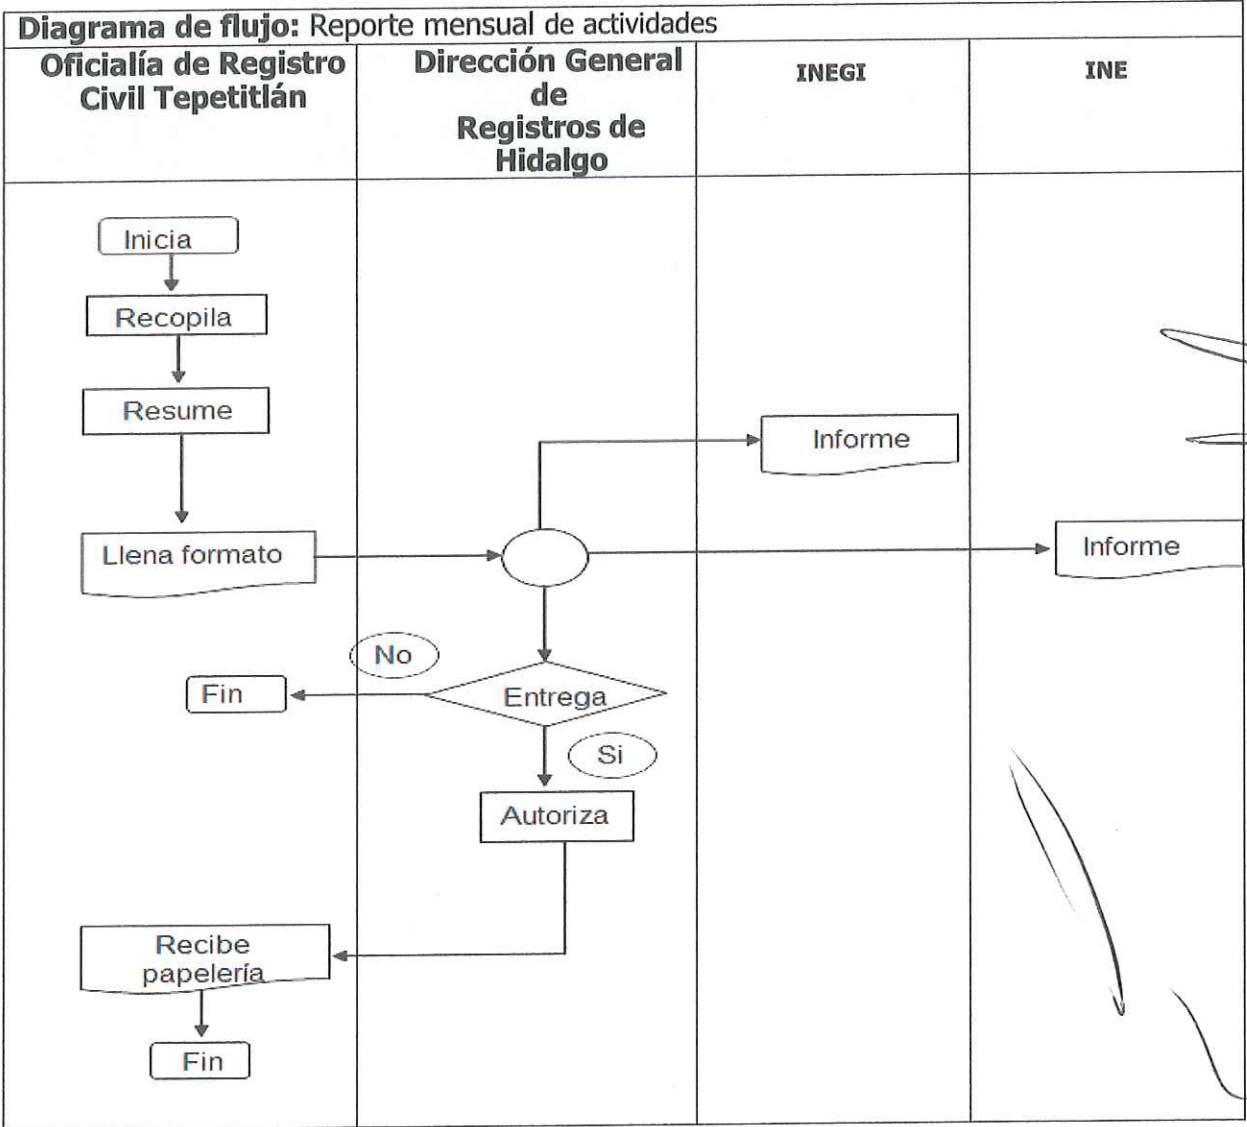 Diagrama de flujo: Reporte mensual de actividades
Oficialía de Registro
Civil Tepetitlán
Dirección General
de
Registros de
Hidalgo
INEGI
INE
Inicia
Recopila
Resume
Informe
Llena formato
Informe
No
Fin
Entrega
Si
Autoriza
Recibe
papelería
Fin